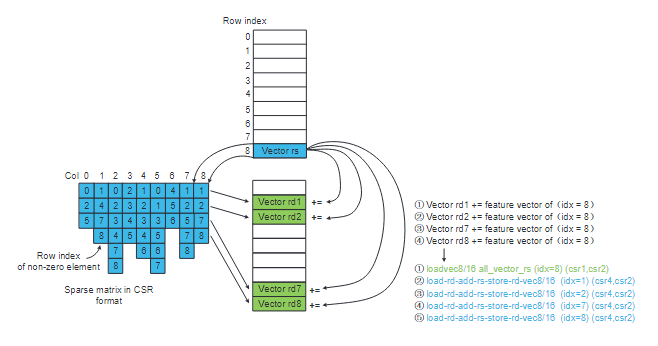 Row index
0
1
2
3
4
5
6
7
8 Vector rs
Col 0 1 2 3 4 5 6 7 8
0 1 0 2 1 0 4 1 1
2 4 2 3 2 1 5 2 2
5 7 3 4 3 3 6 5 7
8 4 5 4 5 7 8
7 6 6 8
8 7
Row index
of non-zero element
Sparse matrix in CSR
format
Vector rd1 +=
Vector rd2 +=
Vector rd7 +=
Vector rd8 +=
① Vector rd1 += feature vector of (idx = 8)
② Vector rd2 += feature vector of (idx = 8)
③ Vector rd7 += feature vector of (idx = 8)
④ Vector rd8 += feature vector of (idx = 8)
① loadvec8/16 all_vector_rs (idx=8) (csr1,csr2)
② load-rd-add-rs-store-rd-vec8/16 (idx=1) (csr4,csr2)
③ load-rd-add-rs-store-rd-vec8/16 (idx=2) (csr4,csr2)
④ load-rd-add-rs-store-rd-vec8/16 (idx=7) (csr4,csr2)
⑤ load-rd-add-rs-store-rd-vec8/16 (idx=8) (csr4,csr2)